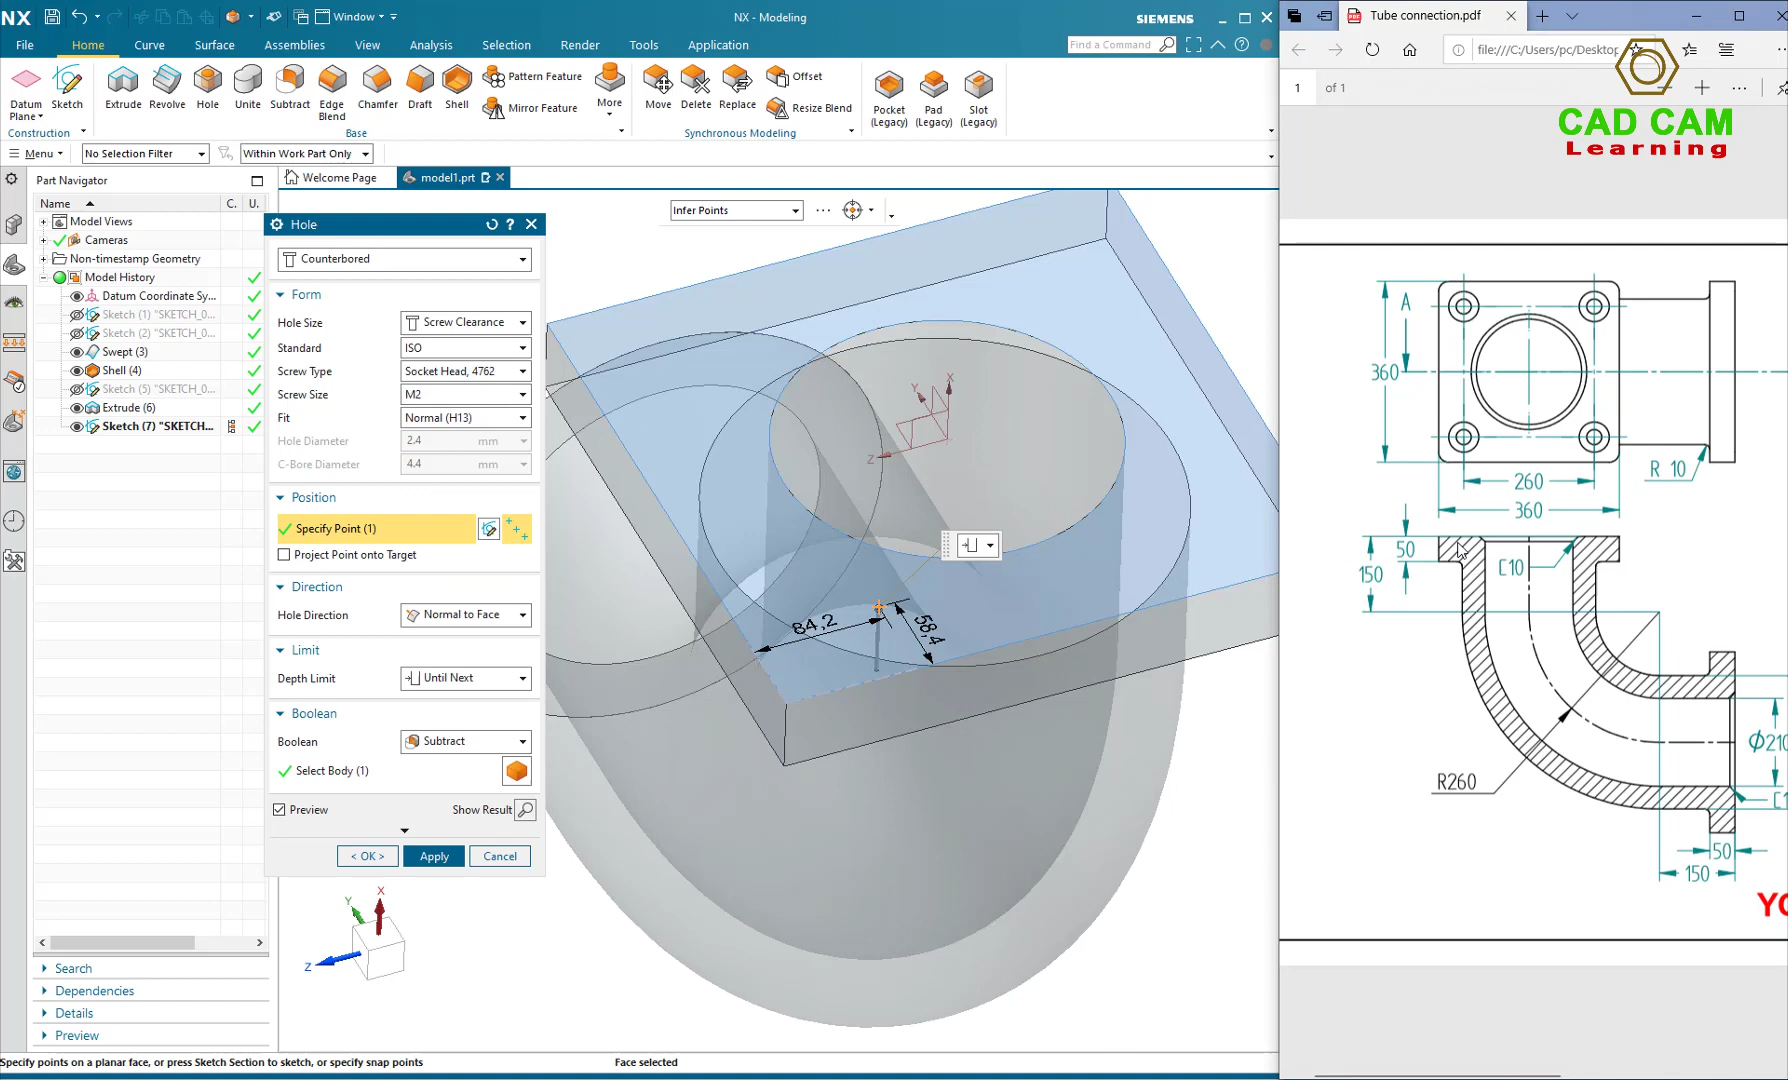 NX
Window
NX - Modeling
SIEMENS
File
Home
Curve
Surface
Assemblies
View
Analysis
Selection
Render
Tools
Application
Find a Command
Datum
Plane
Sketch
Extrude
Revolve
Hole
Unite
Subtract
Edge
Blend
Chamfer
Draft
Shell
Pattern Feature
Mirror Feature
More
Move
Delete
Replace
Offset
Resize Blend
Pocket
(Legacy)
Pad
(Legacy)
Slot
(Legacy)
Construction
Base
Synchronous Modeling
Menu
No Selection Filter
Within Work Part Only
Part Navigator
Welcome Page
model1.prt
Name
C.
U.
Model Views
Cameras
Non-timestamp Geometry
Model History
Datum Coordinate Sy...
Sketch (1) "SKETCH_0...
Sketch (2) "SKETCH_0...
Swept (3)
Shell (4)
Sketch (5) "SKETCH_0...
Extrude (6)
Sketch (7) "SKETCH...
Search
Dependencies
Details
Preview
Hole
Counterbored
Form
Hole Size
Screw Clearance
Standard
ISO
Screw Type
Socket Head, 4762
Screw Size
M2
Fit
Normal (H13)
Hole Diameter
2.4
mm
C-Bore Diameter
4.4
mm
Position
Specify Point (1)
Project Point onto Target
Direction
Hole Direction
Normal to Face
Limit
Depth Limit
Until Next
Boolean
Boolean
Subtract
Select Body (1)
Preview
Show Result
< OK >
Apply
Cancel
Infer Points
X
Y
Z
84,2
58,4
X
Y
Z
Specify points on a planar face, or press Sketch Section to sketch, or specify snap points
Face selected
Tube connection.pdf
file:///C:/Users/pc/Desktop
1
of 1
CAD CAM
Learning
A
360
R 10
260
360
50
150
C10
R260
Φ210
50
150